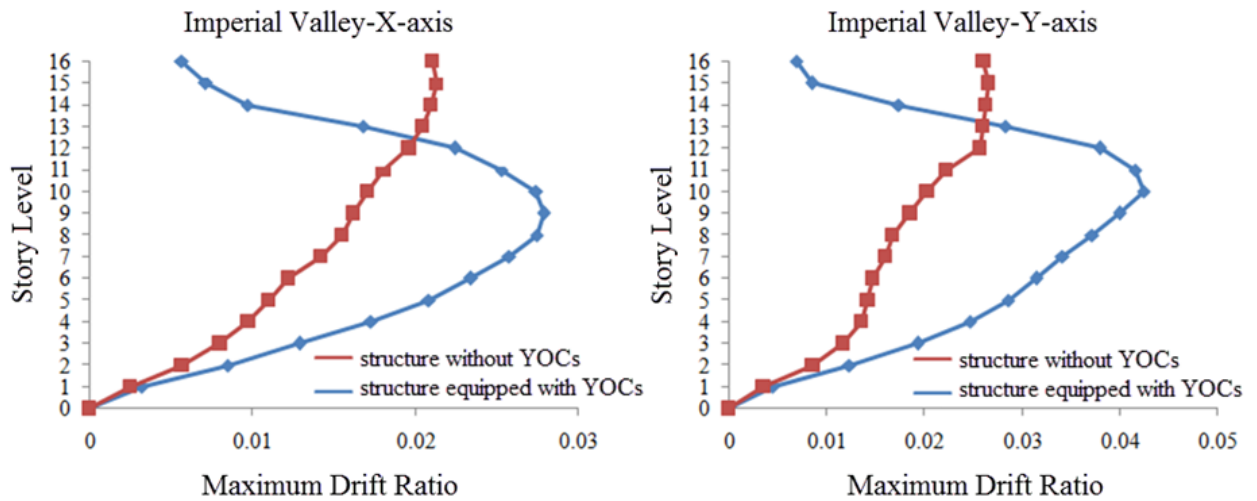 Imperial Valley-X-axis
16
15
14
13
12
11
10
9
8
7
6
5
4
3
2
1
0
Story Level
structure without YOCs
structure equipped with YOCs
0 0.01 0.02 0.03
Maximum Drift Ratio
Imperial Valley-Y-axis
16
15
14
13
12
11
10
9
8
7
6
5
4
3
2
1
0
Story Level
structure without YOCs
structure equipped with YOCs
0 0.01 0.02 0.03 0.04 0.05
Maximum Drift Ratio